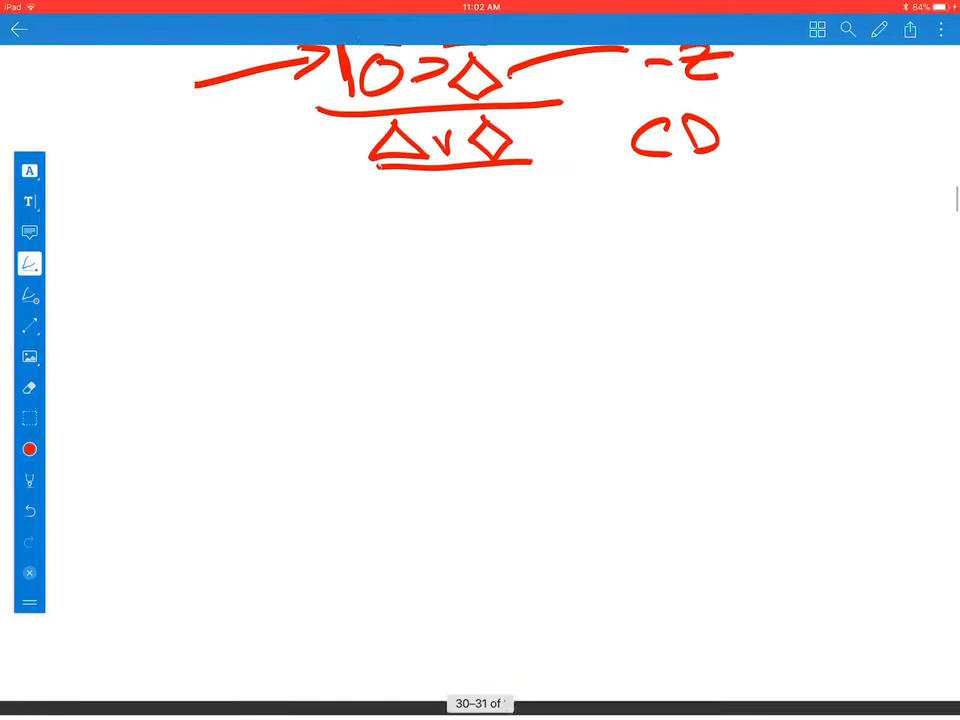 iPad 11:02 AM 84%
O > ◇ - Z
△ v ◇ CD
A
T
30–31 of